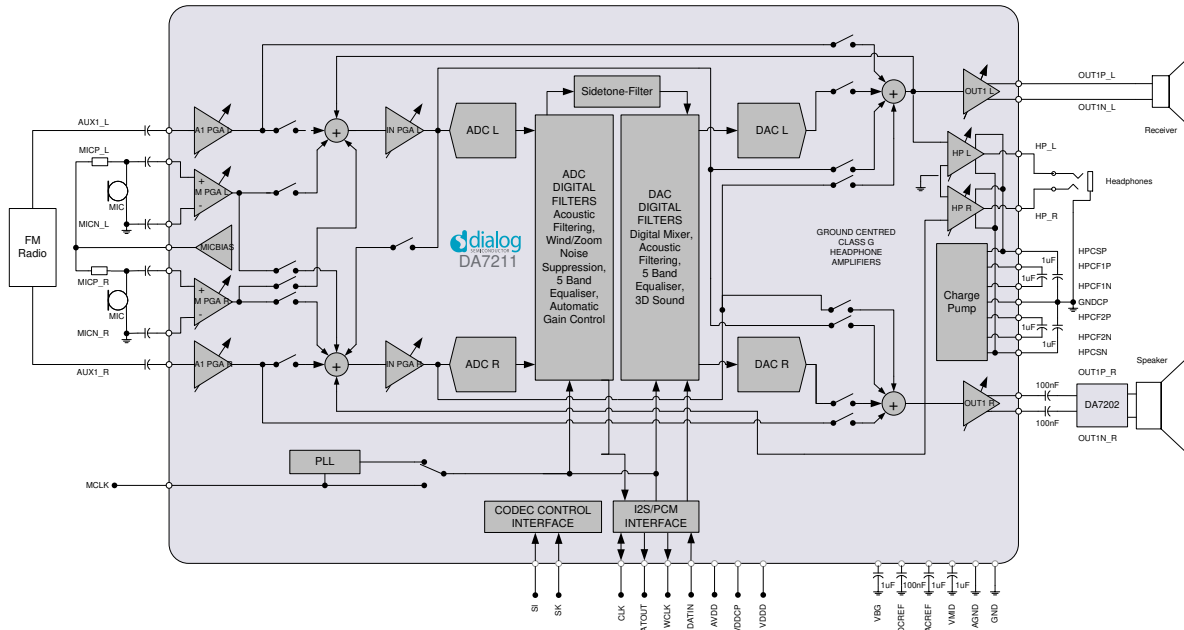 AUX1_L
MICP_L
MIC
MICN_L
FM
Radio
MICP_R
MIC
MICN_R
AUX1_R
MCLK
A1 PGA L
+
M PGA L
-
MICBIAS
+
M PGA R
-
A1 PGA R
+
+
IN PGA L
IN PGA R
ADC L
ADC R
dialog
SEMICONDUCTOR
DA7211
Sidetone-Filter
ADC
DIGITAL
FILTERS
Acoustic
Filtering,
Wind/Zoom
Noise
Suppression,
5 Band
Equaliser,
Automatic
Gain Control
DAC
DIGITAL
FILTERS
Digital Mixer,
Acoustic
Filtering,
5 Band
Equaliser,
3D Sound
DAC L
DAC R
+
+
GROUND CENTRED
CLASS G
HEADPHONE
AMPLIFIERS
OUT1 L
HP L
HP R
Charge
Pump
OUT1 R
OUT1P_L
OUT1N_L
Receiver
HP_L
Headphones
HP_R
HPCSP
1uF
HPCF1P
1uF
HPCF1N
GNDCP
HPCF2P
1uF
HPCF2N
1uF
HPCSN
Speaker
OUT1P_R
100nF
DA7202
100nF
OUT1N_R
PLL
CODEC CONTROL
INTERFACE
I2S/PCM
INTERFACE
SI
SK
CLK
ATOUT
WCLK
DATIN
AVDD
VDDCP
VDDD
1uF
100nF
1uF
1uF
VBG
DCREF
ACREF
VMID
AGND
GND